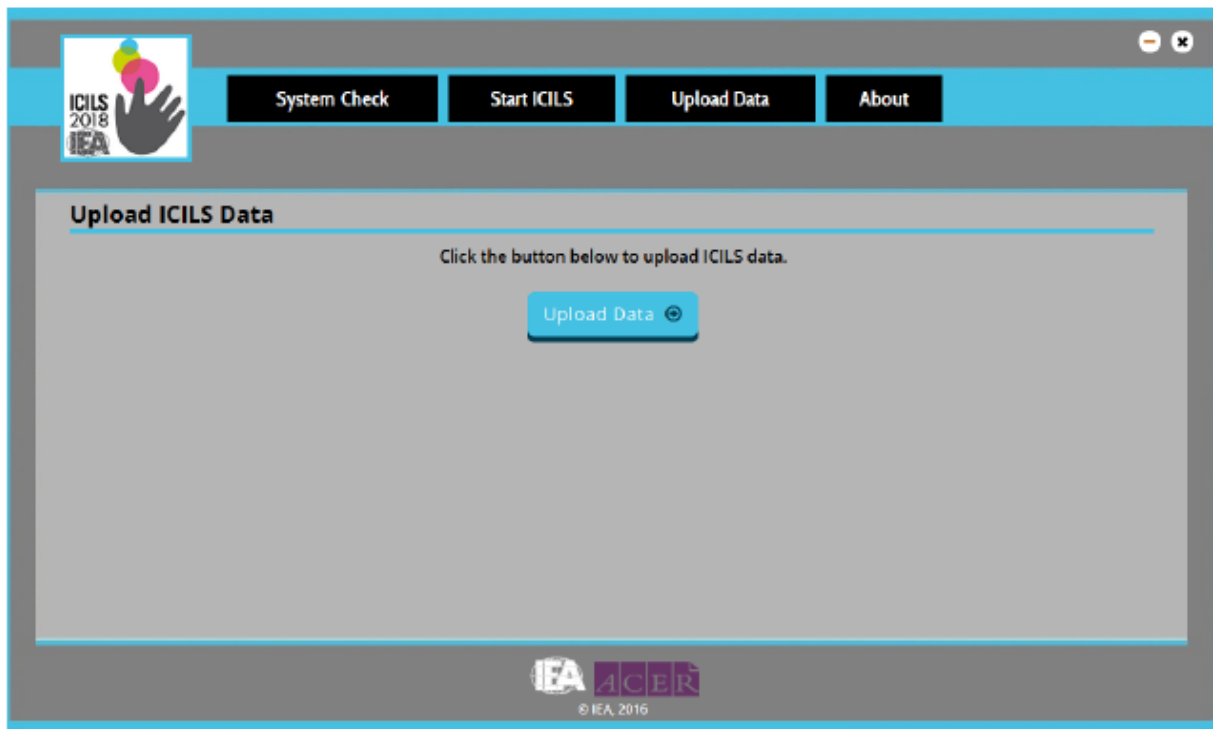 ICILS
2018
IEA
System Check
Start ICILS
Upload Data
About
Upload ICILS Data
Click the button below to upload ICILS data.
Upload Data
IEA ACER
© IEA, 2016